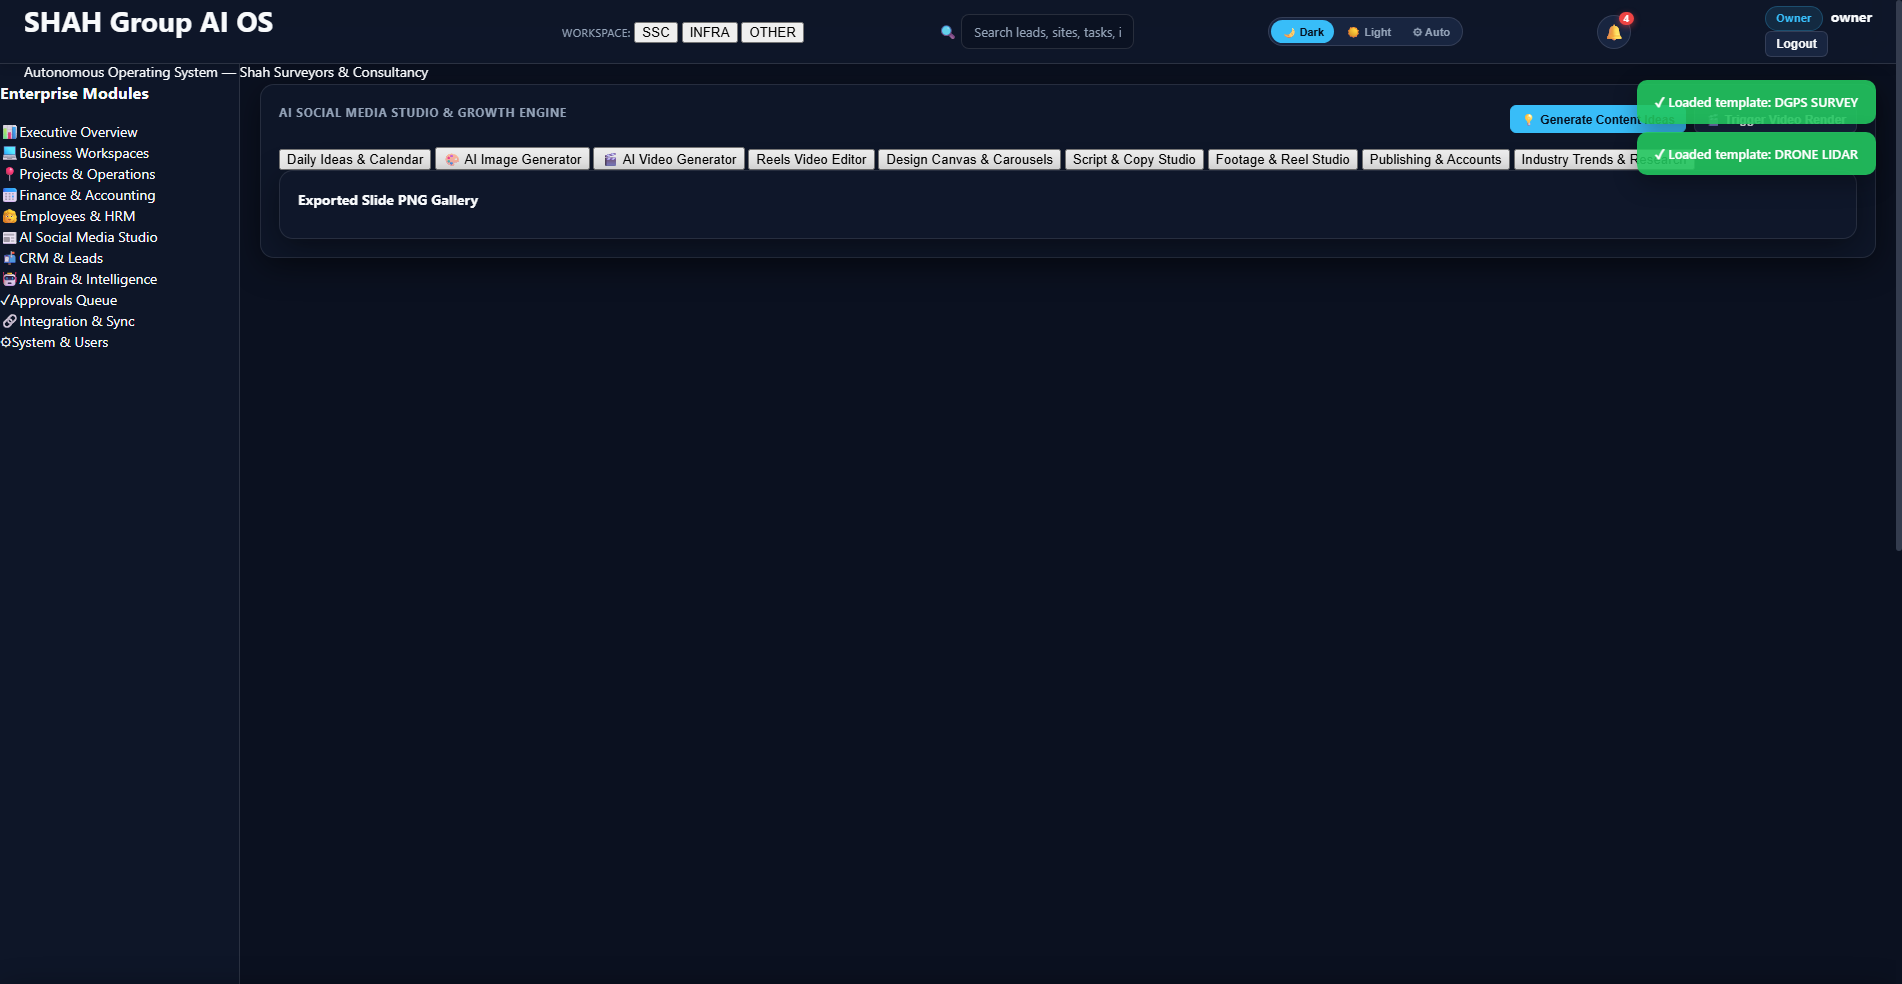 SHAH Group AI OS
WORKSPACE: SSC INFRA OTHER
Search leads, sites, tasks, i
Dark Light Auto
4
Owner owner
Logout
Autonomous Operating System — Shah Surveyors & Consultancy
Enterprise Modules
Executive Overview
Business Workspaces
Projects & Operations
Finance & Accounting
Employees & HRM
AI Social Media Studio
CRM & Leads
AI Brain & Intelligence
✓Approvals Queue
Integration & Sync
System & Users
AI SOCIAL MEDIA STUDIO & GROWTH ENGINE
Generate Content Ideas
Trigger Video Render
✓ Loaded template: DGPS SURVEY
✓ Loaded template: DRONE LIDAR
Daily Ideas & Calendar AI Image Generator AI Video Generator Reels Video Editor Design Canvas & Carousels Script & Copy Studio Footage & Reel Studio Publishing & Accounts Industry Trends & Research
Exported Slide PNG Gallery